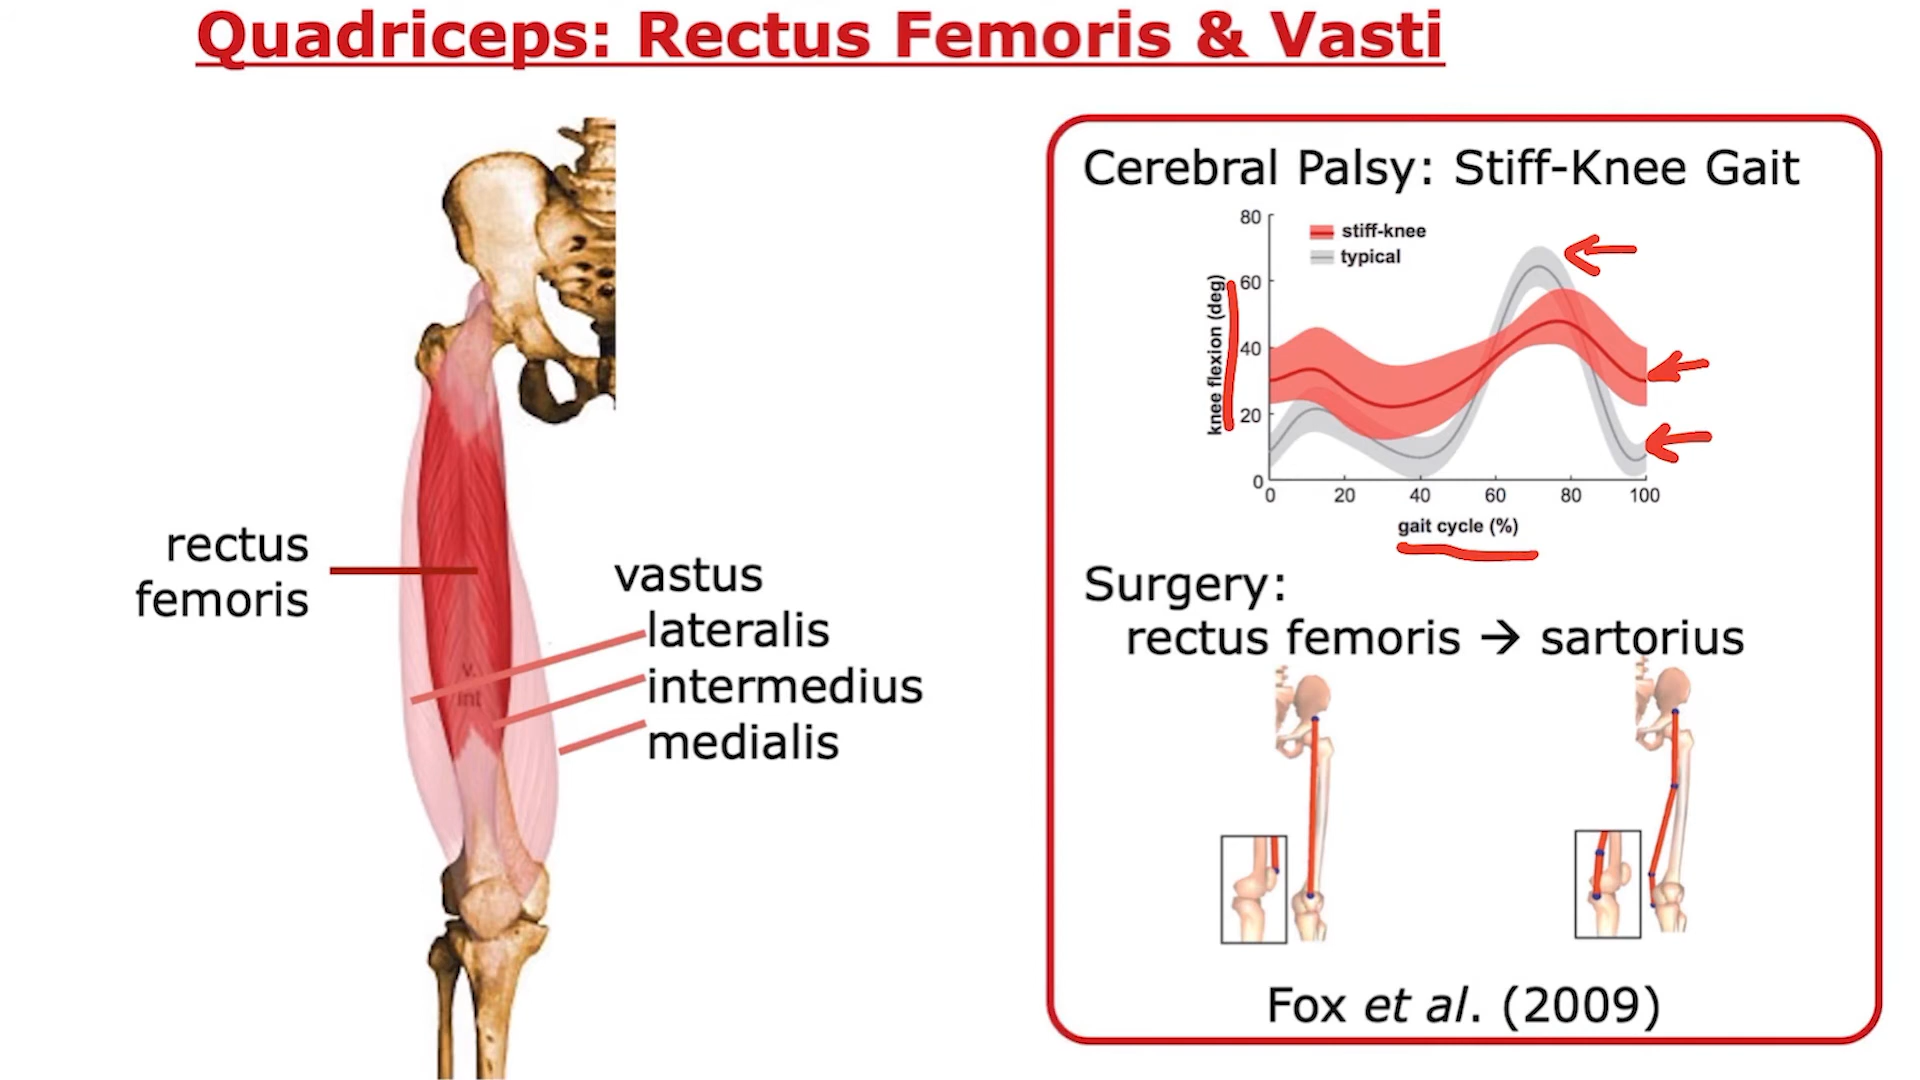 Quadriceps: Rectus Femoris & Vasti
rectus
femoris
v.
int
vastus
lateralis
intermedius
medialis
Cerebral Palsy: Stiff-Knee Gait
stiff-knee
typical
knee flexion (deg)
80
60
40
20
0
0 20 40 60 80 100
gait cycle (%)
Surgery:
rectus femoris → sartorius
Fox et al. (2009)